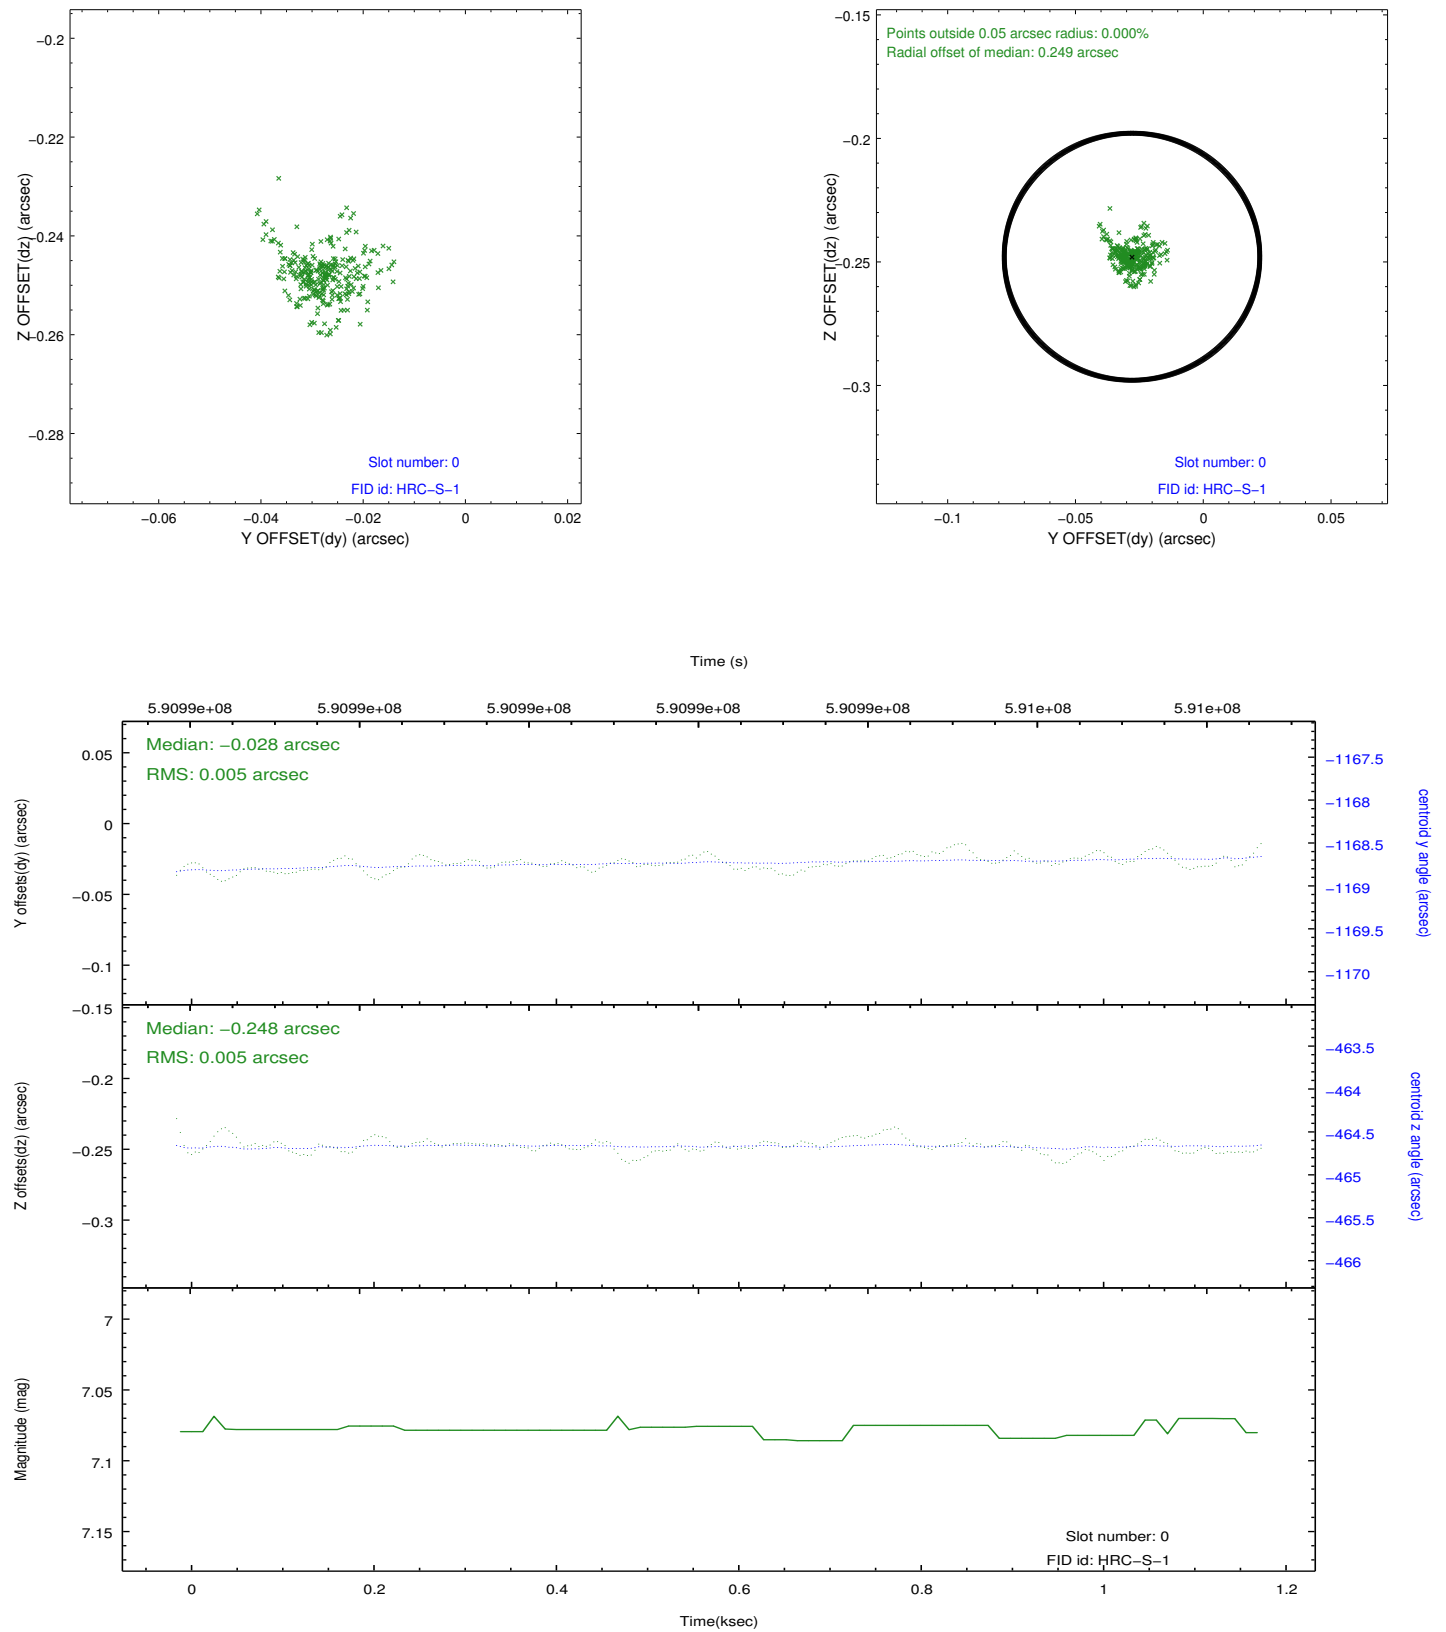 −0.2
−0.22
−0.24
−0.26
−0.28
Z OFFSET(dz) (arcsec)
Slot number: 0
FID id: HRC−S−1
−0.06 −0.04 −0.02 0 0.02
Y OFFSET(dy) (arcsec)
Points outside 0.05 arcsec radius: 0.000%
Radial offset of median: 0.249 arcsec
−0.15
−0.2
−0.25
−0.3
Z OFFSET(dz) (arcsec)
Slot number: 0
FID id: HRC−S−1
−0.1 −0.05 0 0.05
Y OFFSET(dy) (arcsec)
Time (s)
5.9099e+08 5.9099e+08 5.9099e+08 5.9099e+08 5.9099e+08 5.91e+08 5.91e+08
Median: −0.028 arcsec
RMS: 0.005 arcsec
0.05
0
−0.05
−0.1
Y offsets(dy) (arcsec)
−1167.5
−1168
−1168.5
−1169
−1169.5
−1170
centroid y angle (arcsec)
Median: −0.248 arcsec
RMS: 0.005 arcsec
−0.15
−0.2
−0.25
−0.3
Z offsets(dz) (arcsec)
−463.5
−464
−464.5
−465
−465.5
−466
centroid z angle (arcsec)
7
7.05
7.1
7.15
Magnitude (mag)
Slot number: 0
FID id: HRC−S−1
0 0.2 0.4 0.6 0.8 1 1.2
Time(ksec)